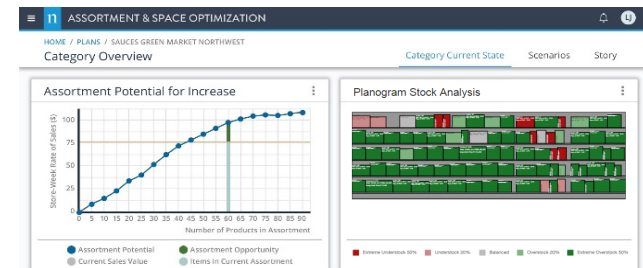 ≡ n ASSORTMENT & SPACE OPTIMIZATION LJ
HOME / PLANS / SAUCES GREEN MARKET NORTHWEST
Category Overview
Category Current State Scenarios Story
Assortment Potential for Increase
Store-Week Rate of Sales ($)
100
75
50
25
0
0 5 10 15 20 25 30 35 40 45 50 55 60 65 70 75 80 85 90
Number of Products in Assortment
Assortment Potential Assortment Opportunity
Current Sales Value Items in Current Assortment
Planogram Stock Analysis
Extreme Understock 50% Understock 20% Balanced Overstock 20% Extreme Overstock 50%